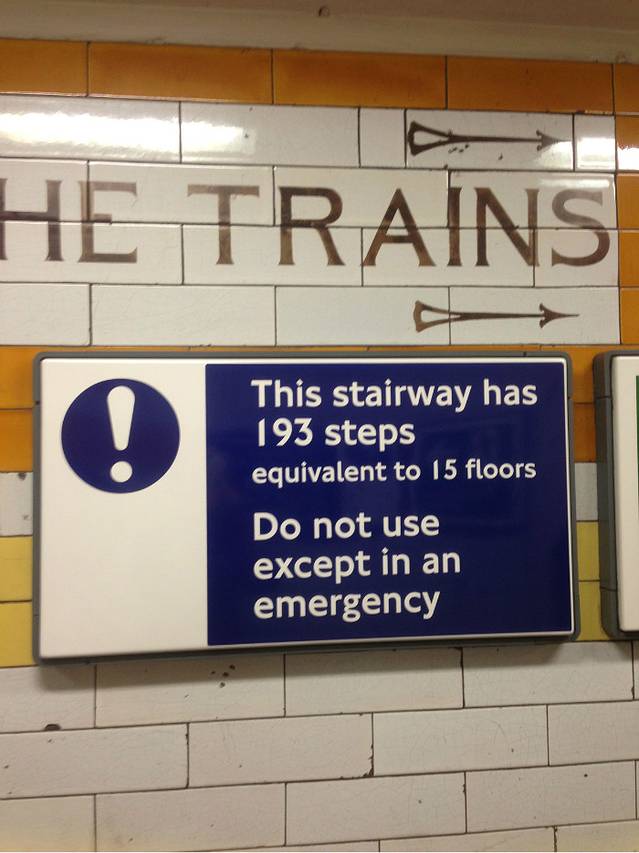 HE TRAINS
This stairway has
193 steps
equivalent to 15 floors
Do not use
except in an
emergency